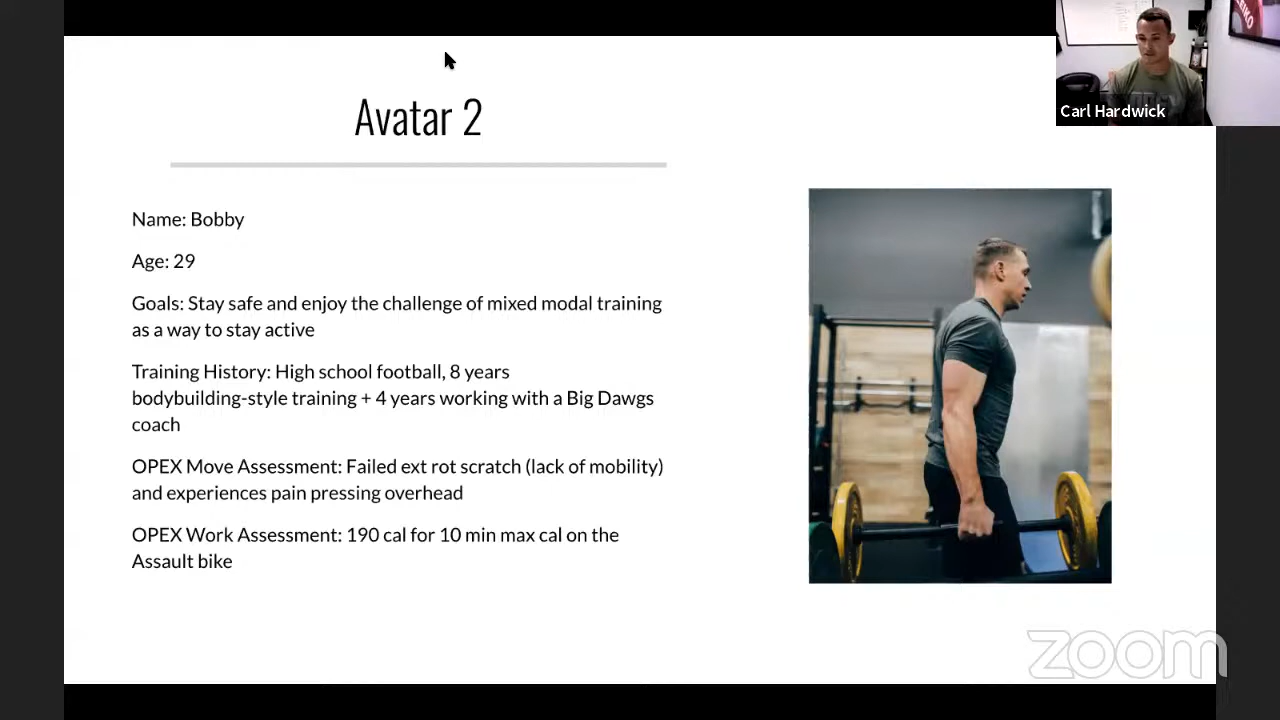 Avatar 2
Carl Hardwick
Name: Bobby
Age: 29
Goals: Stay safe and enjoy the challenge of mixed modal training
as a way to stay active
Training History: High school football, 8 years
bodybuilding-style training + 4 years working with a Big Dawgs
coach
OPEX Move Assessment: Failed ext rot scratch (lack of mobility)
and experiences pain pressing overhead
OPEX Work Assessment: 190 cal for 10 min max cal on the
Assault bike
zoom